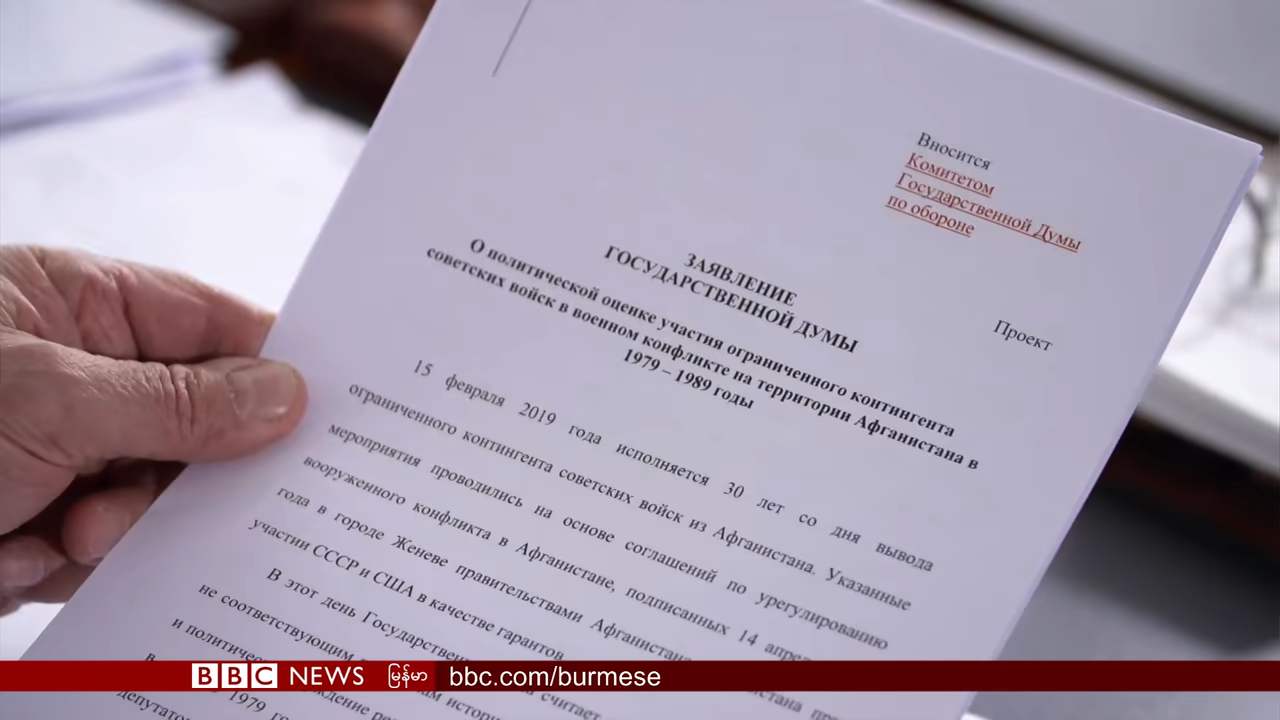 Вносится
Комитетом
Государственной Думы
по обороне
ЗАЯВЛЕНИЕ
ГОСУДАРСТВЕННОЙ ДУМЫ
Проект
О политической оценке участия ограниченного контингента
советских войск в военном конфликте на территории Афганистана в
1979 – 1989 годы
15 февраля 2019 года исполняется 30 лет со дня вывода
ограниченного контингента советских войск из Афганистана. Указанные
мероприятия проводились на основе соглашений по урегулированию
вооруженного конфликта в Афганистане, подписанных 14
года в городе Женеве правительствами
участии СССР и США в качестве гарантов
В этот день
не соответствующим
и
в
1979
BBC NEWS မြန်မာ bbc.com/burmese